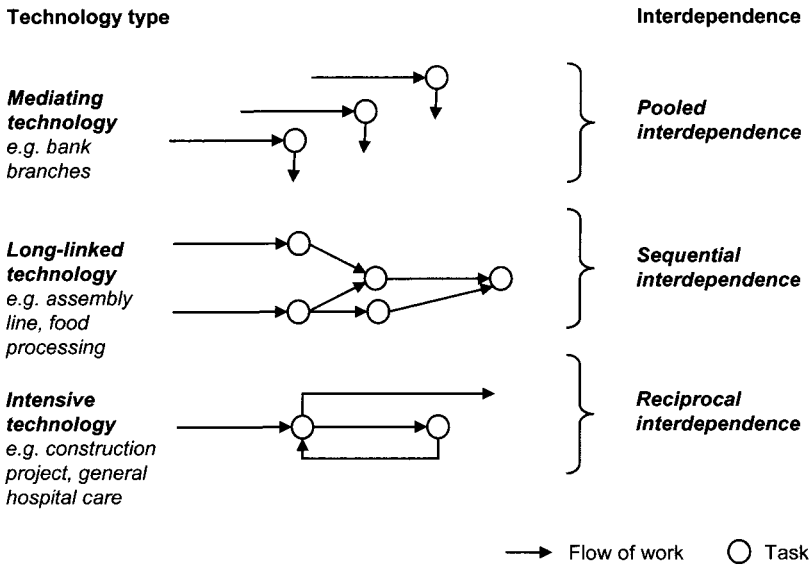 Technology type
Interdependence
Mediating
technology
e.g. bank
branches
Pooled
interdependence
Long-linked
technology
e.g. assembly
line, food
processing
Sequential
interdependence
Intensive
technology
e.g. construction
project, general
hospital care
Reciprocal
interdependence
Flow of work
Task